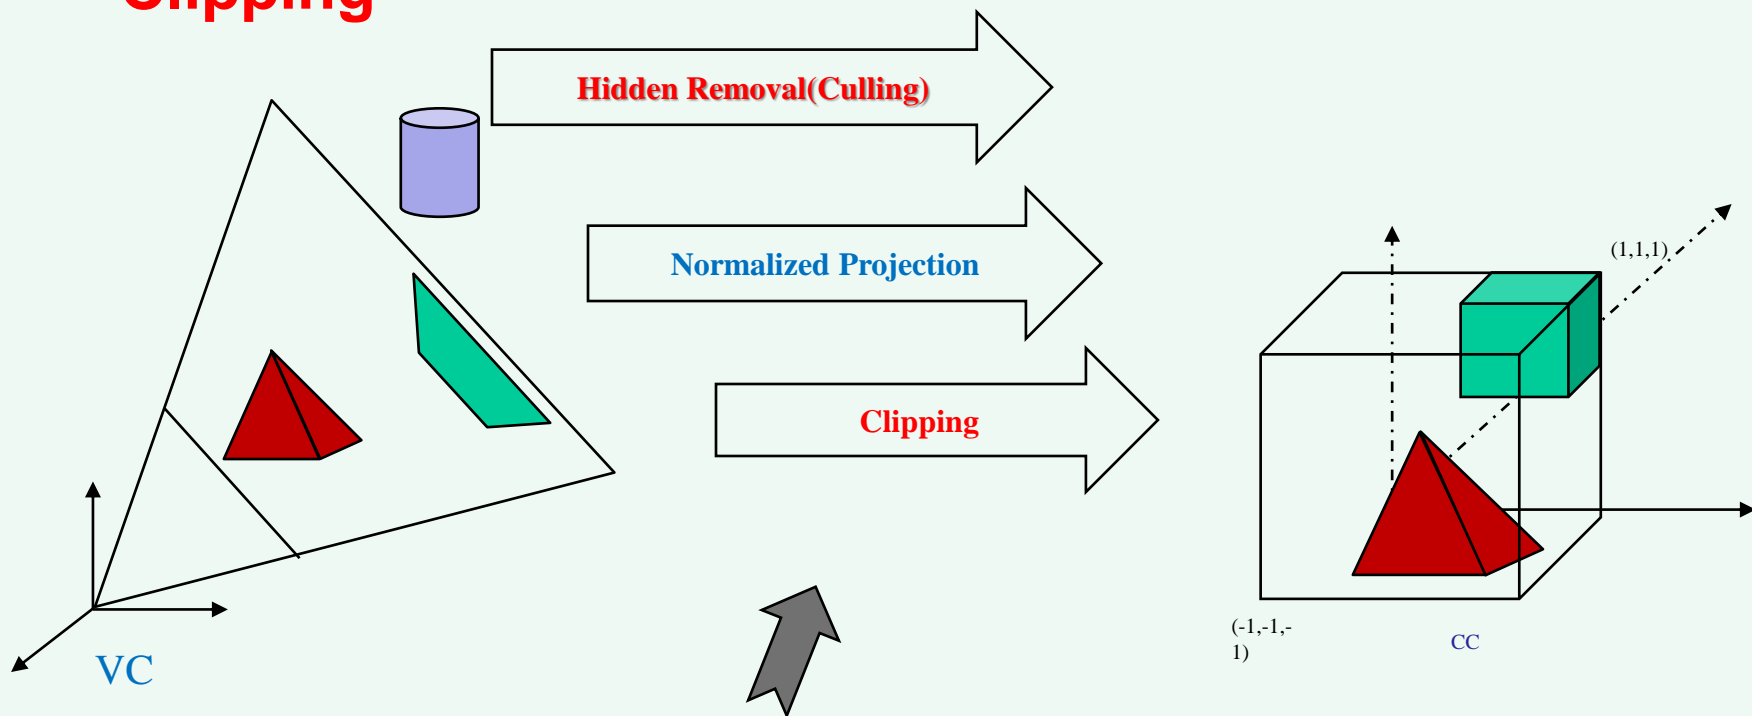 Clipping
Hidden Removal(Culling)
Normalized Projection
(1,1,1)
Clipping
(-1,-1,-
1)
CC
VC